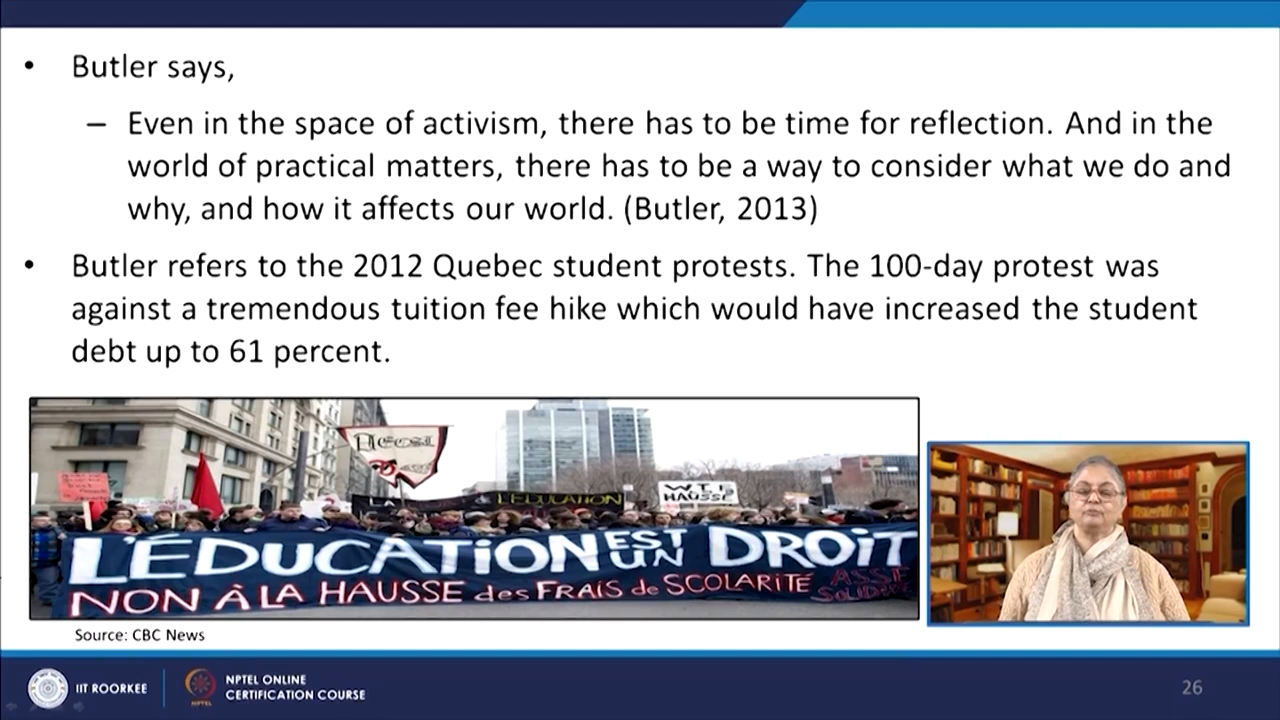 • Butler says,
– Even in the space of activism, there has to be time for reflection. And in the
world of practical matters, there has to be a way to consider what we do and
why, and how it affects our world. (Butler, 2013)
• Butler refers to the 2012 Quebec student protests. The 100-day protest was
against a tremendous tuition fee hike which would have increased the student
debt up to 61 percent.
L'ÉDUCATION
WTF
HAUSSE
L'ÉDUCATION EST UN DROIT
NON À LA HAUSSE des FRAIS de SCOLARITÉ
Source: CBC News
IIT ROORKEE
NPTEL ONLINE
CERTIFICATION COURSE
NPTEL
26